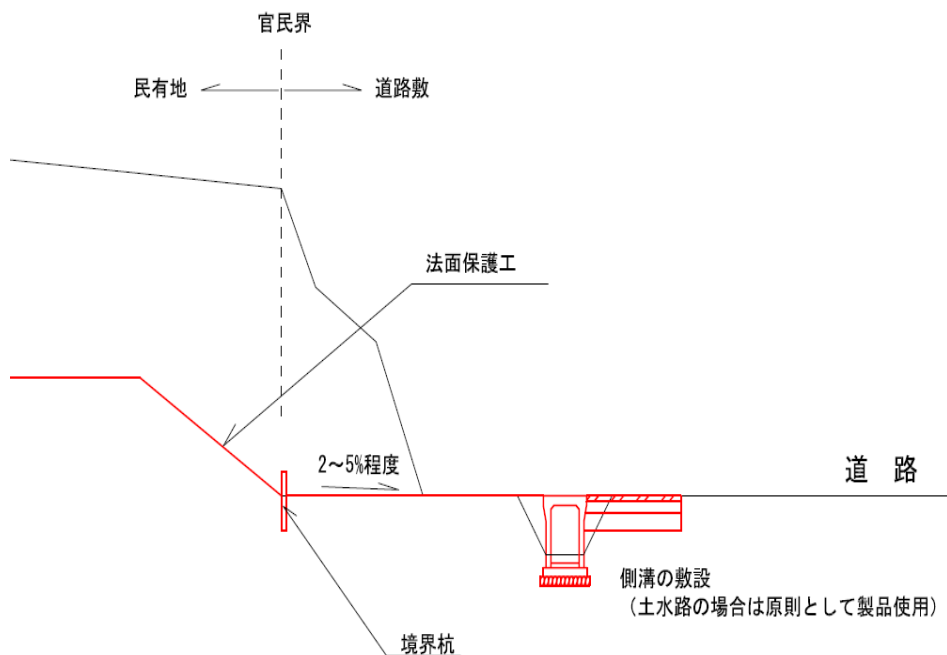 官民界
民有地
道路敷
法面保護工
2～5%程度
道 路
側溝の敷設
（土水路の場合は原則として製品使用）
境界杭